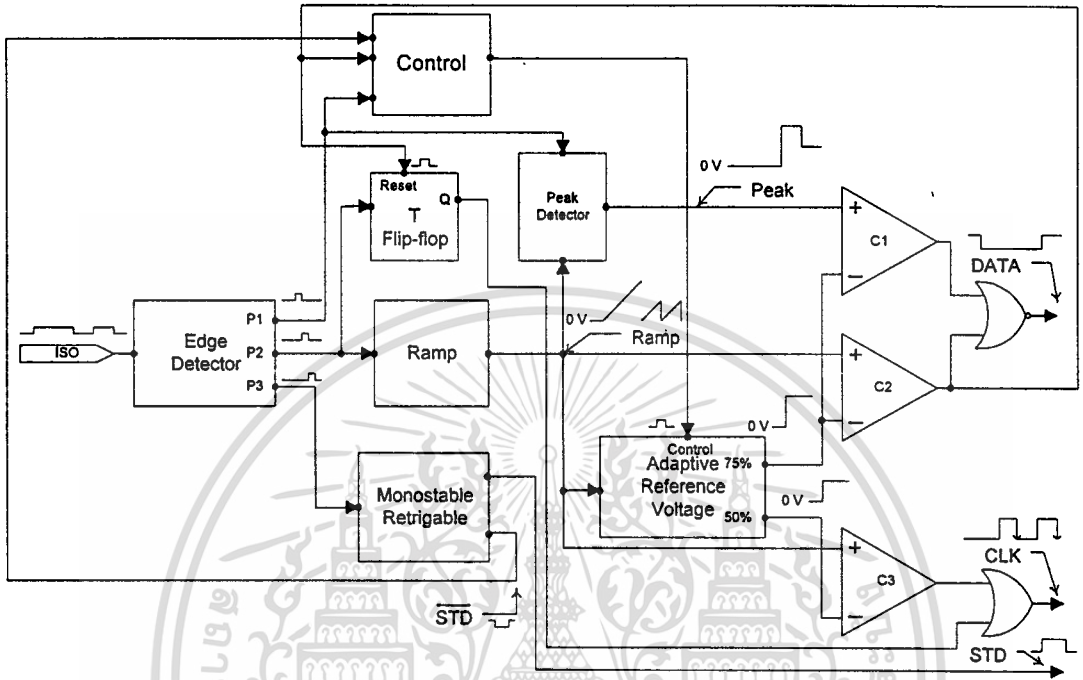 Control
0 V
Peak
Reset
Q
T
Flip-flop
Peak
Detector
+
C1
−
DATA
ISO
Edge
Detector
P1
P2
P3
Ramp
0 V
Ramp
+
C2
−
0 V
Control
Adaptive
Reference
Voltage
75%
50%
0 V
Monostable
Retrigable
STD
+
C3
−
CLK
STD